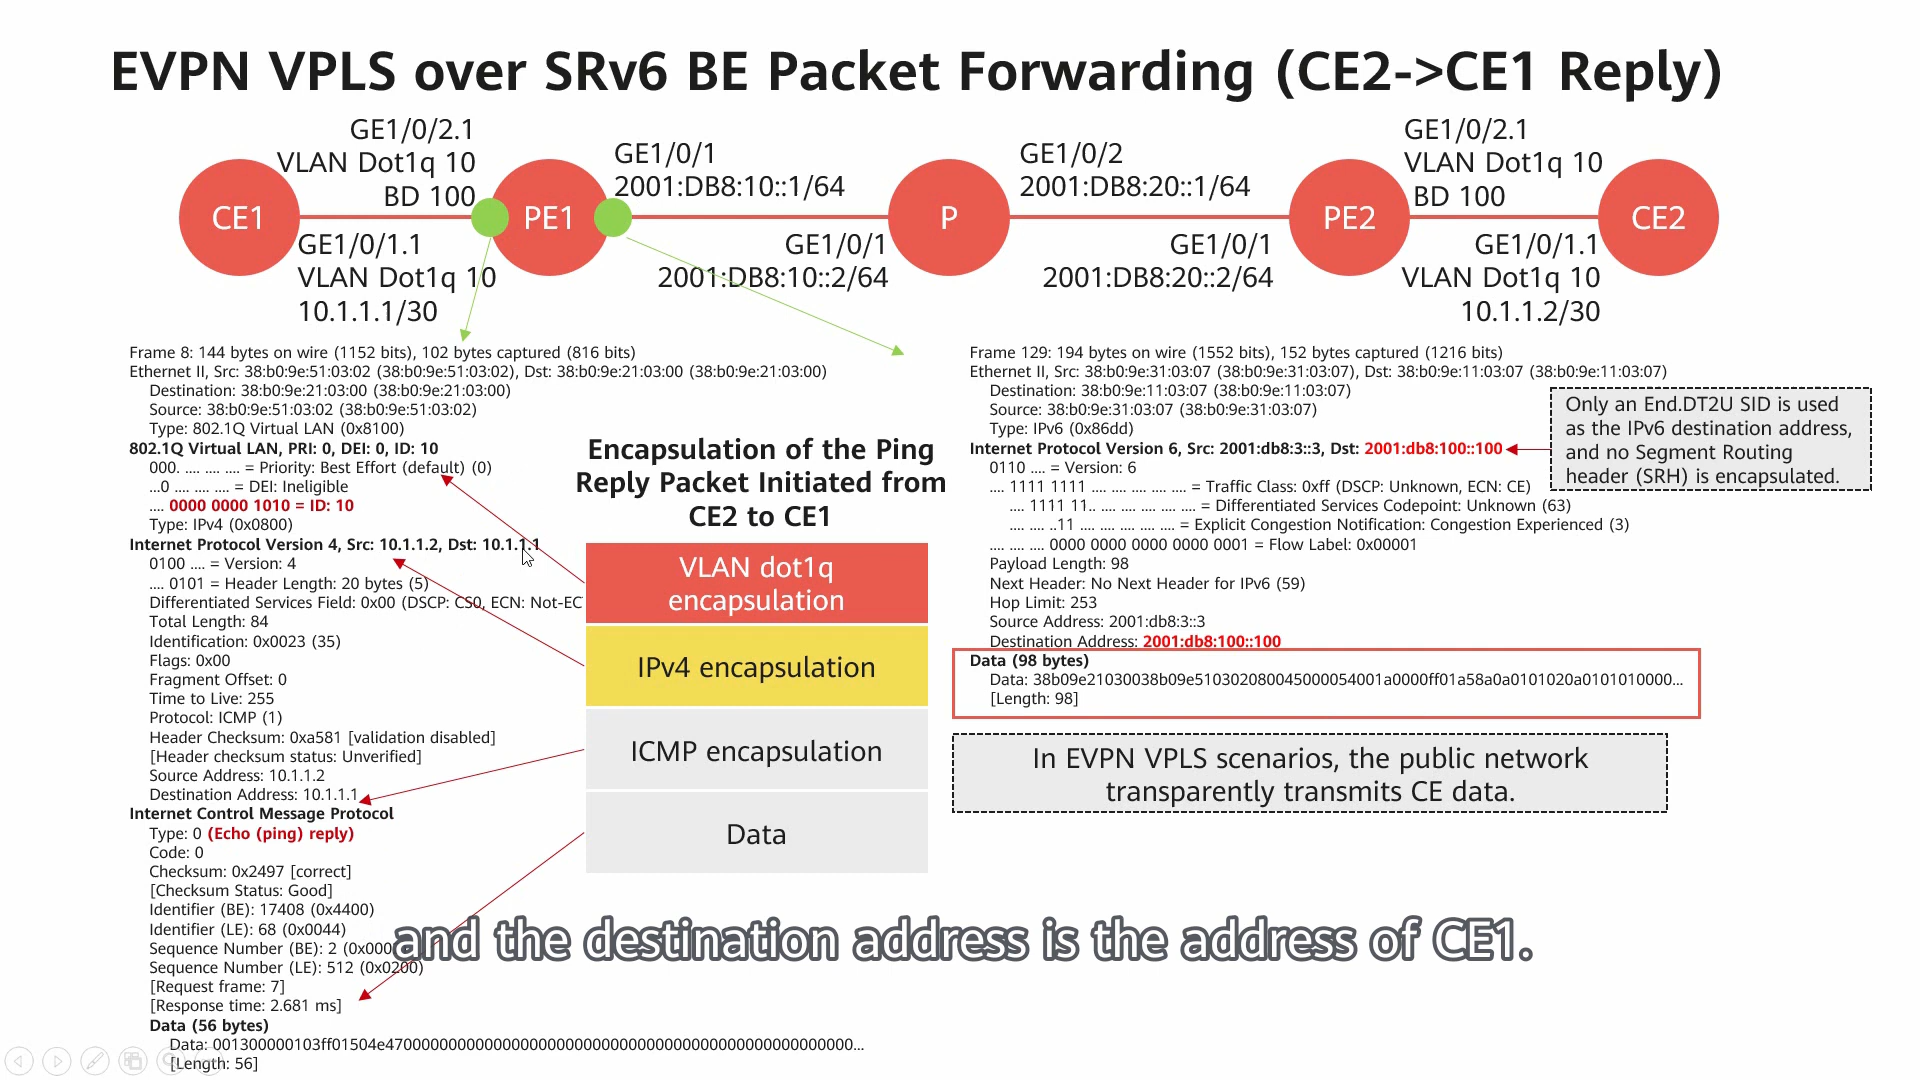 EVPN VPLS over SRv6 BE Packet Forwarding (CE2->CE1 Reply)
GE1/0/2.1
VLAN Dot1q 10
BD 100
GE1/0/1
2001:DB8:10::1/64
GE1/0/2
2001:DB8:20::1/64
GE1/0/2.1
VLAN Dot1q 10
BD 100
CE1
PE1
P
PE2
CE2
GE1/0/1.1
VLAN Dot1q 10
10.1.1.1/30
GE1/0/1
2001:DB8:10::2/64
GE1/0/1
2001:DB8:20::2/64
GE1/0/1.1
VLAN Dot1q 10
10.1.1.2/30
Frame 8: 144 bytes on wire (1152 bits), 102 bytes captured (816 bits)
Ethernet II, Src: 38:b0:9e:51:03:02 (38:b0:9e:51:03:02), Dst: 38:b0:9e:21:03:00 (38:b0:9e:21:03:00)
Destination: 38:b0:9e:21:03:00 (38:b0:9e:21:03:00)
Source: 38:b0:9e:51:03:02 (38:b0:9e:51:03:02)
Type: 802.1Q Virtual LAN (0x8100)
802.1Q Virtual LAN, PRI: 0, DEI: 0, ID: 10
000. .... .... .... = Priority: Best Effort (default) (0)
...0 .... .... .... = DEI: Ineligible
.... 0000 0000 1010 = ID: 10
Type: IPv4 (0x0800)
Internet Protocol Version 4, Src: 10.1.1.2, Dst: 10.1.1.1
0100 .... = Version: 4
.... 0101 = Header Length: 20 bytes (5)
Differentiated Services Field: 0x00 (DSCP: CS0, ECN: Not-EC
Total Length: 84
Identification: 0x0023 (35)
Flags: 0x00
Fragment Offset: 0
Time to Live: 255
Protocol: ICMP (1)
Header Checksum: 0xa581 [validation disabled]
[Header checksum status: Unverified]
Source Address: 10.1.1.2
Destination Address: 10.1.1.1
Internet Control Message Protocol
Type: 0 (Echo (ping) reply)
Code: 0
Checksum: 0x2497 [correct]
[Checksum Status: Good]
Identifier (BE): 17408 (0x4400)
Identifier (LE): 68 (0x0044)
Sequence Number (BE): 2
Sequence Number (LE): 512 (0x0200)
[Request frame: 7]
[Response time: 2.681 ms]
Data (56 bytes)
[Length: 56]
Encapsulation of the Ping
Reply Packet Initiated from
CE2 to CE1
VLAN dot1q
encapsulation
IPv4 encapsulation
ICMP encapsulation
Data
Frame 129: 194 bytes on wire (1552 bits), 152 bytes captured (1216 bits)
Ethernet II, Src: 38:b0:9e:31:03:07 (38:b0:9e:31:03:07), Dst: 38:b0:9e:11:03:07 (38:b0:9e:11:03:07)
Destination: 38:b0:9e:11:03:07 (38:b0:9e:11:03:07)
Source: 38:b0:9e:31:03:07 (38:b0:9e:31:03:07)
Type: IPv6 (0x86dd)
Internet Protocol Version 6, Src: 2001:db8:3::3, Dst: 2001:db8:100::100
0110 .... = Version: 6
.... 1111 1111 .... .... .... .... .... = Traffic Class: 0xff (DSCP: Unknown, ECN: CE)
.... 1111 11.. .... .... .... .... .... = Differentiated Services Codepoint: Unknown (63)
.... .... ..11 .... .... .... .... .... = Explicit Congestion Notification: Congestion Experienced (3)
.... .... .... 0000 0000 0000 0000 0001 = Flow Label: 0x00001
Payload Length: 98
Next Header: No Next Header for IPv6 (59)
Hop Limit: 253
Source Address: 2001:db8:3::3
Destination Address: 2001:db8:100::100
Data (98 bytes)
Data: 38b09e21030038b09e510302080045000054001a0000ff01a58a0a0101020a0101010000...
[Length: 98]
Only an End.DT2U SID is used
as the IPv6 destination address,
and no Segment Routing
header (SRH) is encapsulated.
In EVPN VPLS scenarios, the public network
transparently transmits CE data.
and the destination address is the address of CE1.